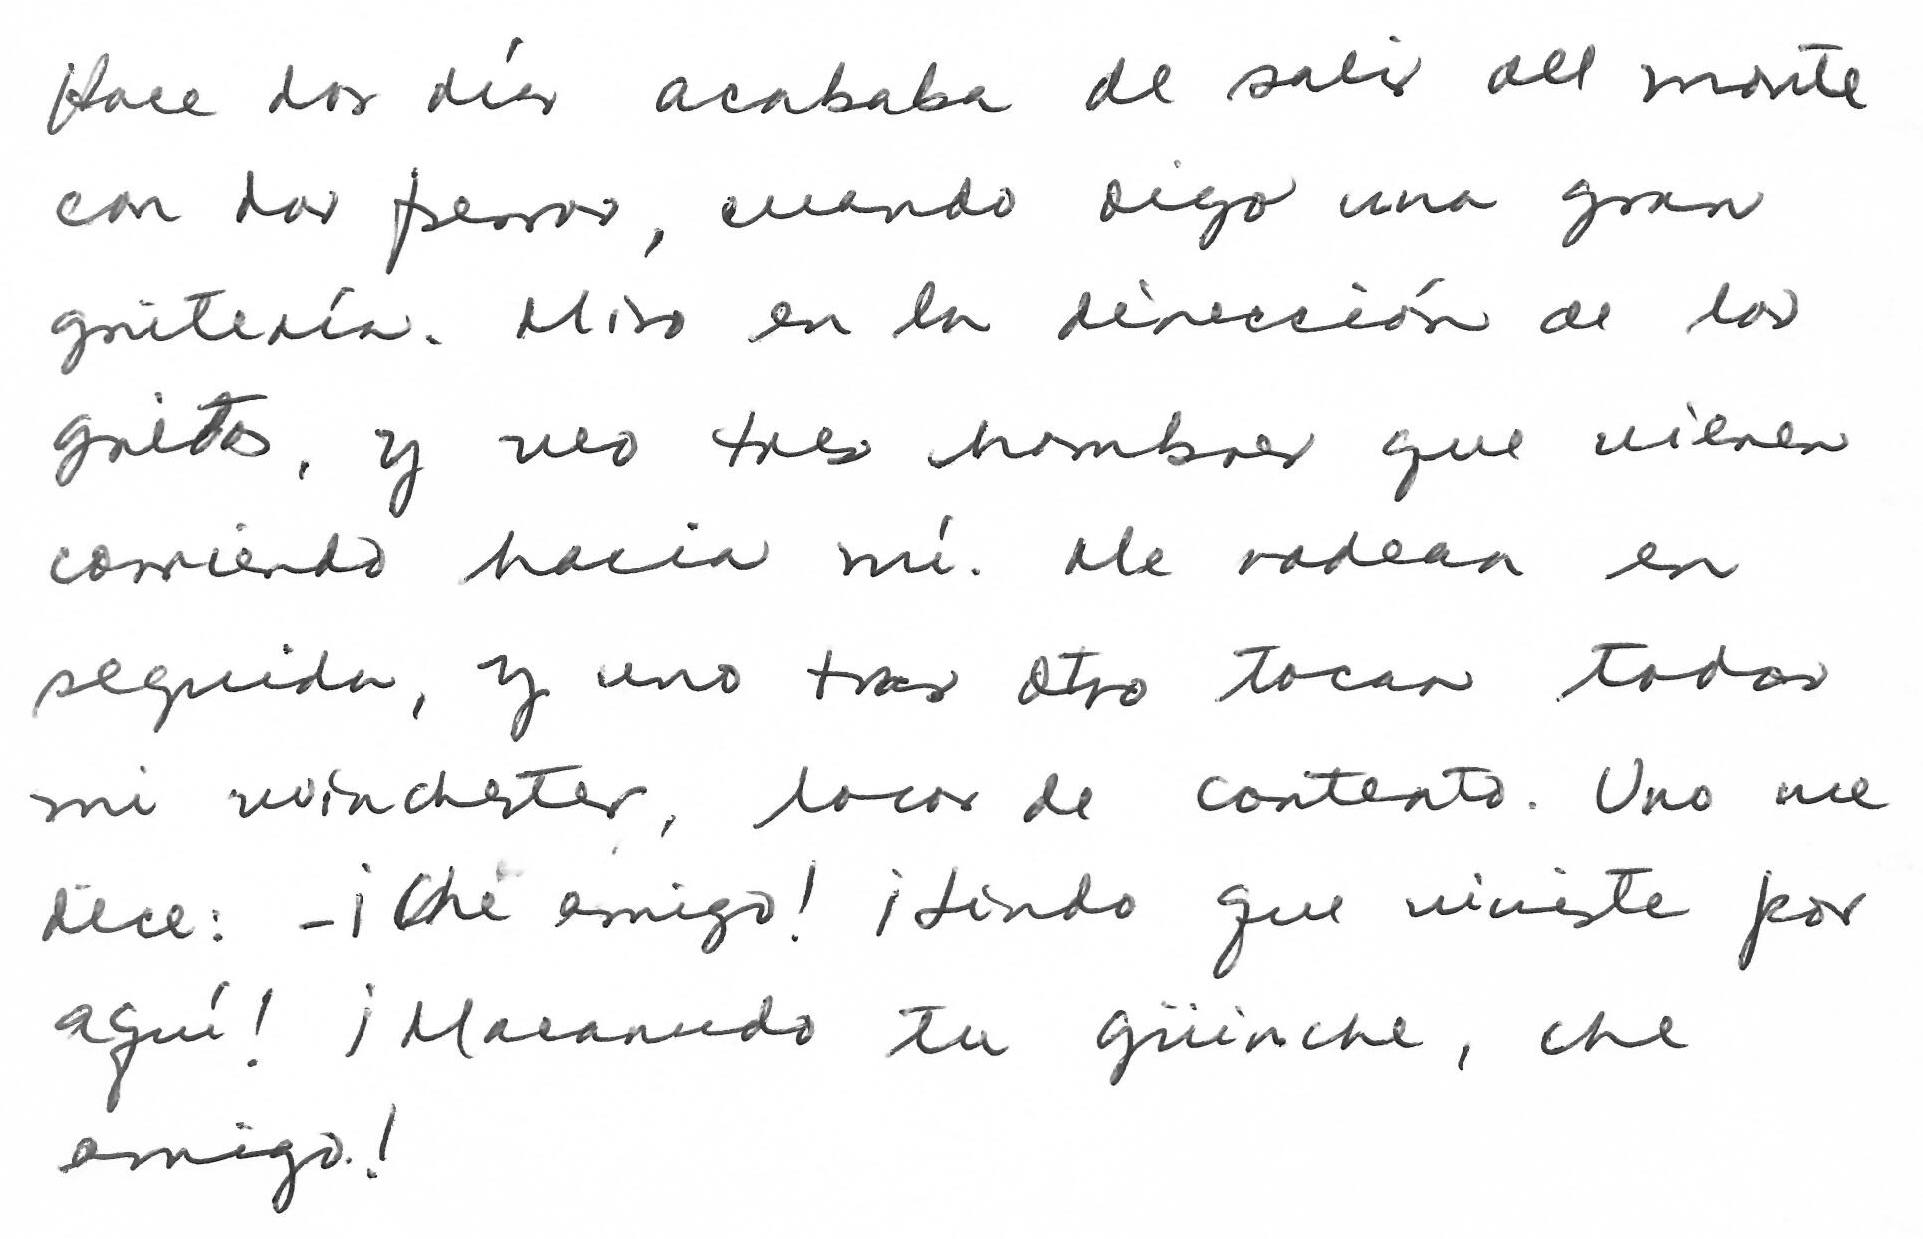 Hace dos días acababa de salir del monte
con dos perros, cuando oigo una gran
gritería. Miro en la dirección de los
gritos, y veo tres hombres que vienen
corriendo hacia mí. Me rodean en
seguida, y uno tras otro tocan todos
mi winchester, locos de contento. Uno me
dice: -¡Che amigo! ¡Lindo que viniste por
aquí! ¡Macanudo tu güinche, che
amigo!